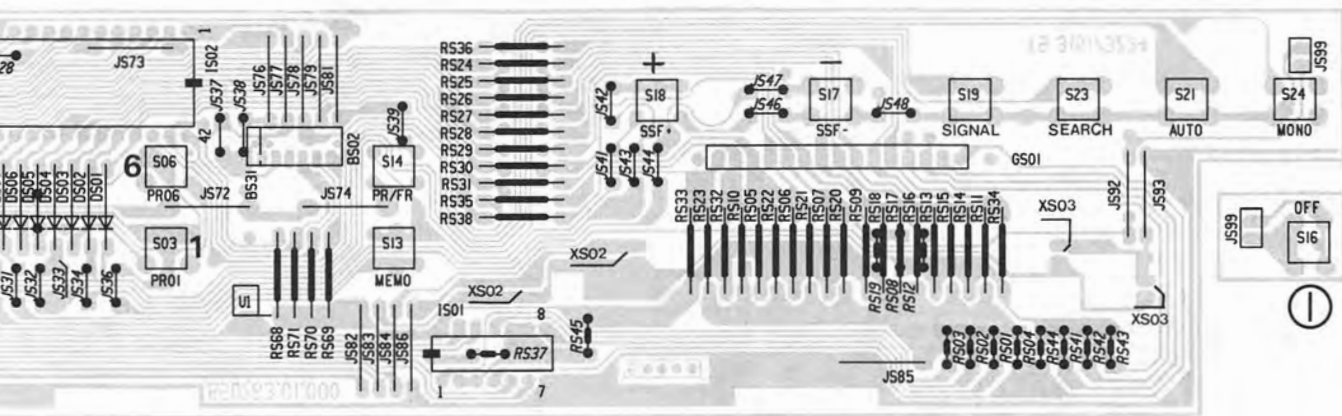 JS73
28
1
IS02
JS37
JS38
42
JS76
JS77
JS78
JS79
JS81
BS02
BS31
JS39
RS36
RS24
RS25
RS26
RS27
RS28
RS29
RS30
RS31
RS35
RS38
JS42
+
S18
SSF+
JS47
JS46
-
S17
SSF-
JS48
S19
SIGNAL
S23
SEARCH
S21
AUTO
JS99
S24
MONO
JS41
JS43
JS44
GS01
DS06
DS05
DS04
DS03
DS02
DS01
6
S06
PR06
JS72
JS74
S14
PR/FR
S03
1
PR01
S13
MEMO
JS31
JS32
JS33
JS34
JS36
U1
RS68
RS71
RS70
RS69
JS82
JS83
JS84
JS86
XS02
XS02
IS01
8
RS37
1
7
RS45
RS33
RS23
RS32
RS10
RS05
RS22
RS06
RS21
RS07
RS20
RS09
RS18
RS17
RS16
RS13
RS15
RS14
RS11
RS34
RS19
RS08
RS12
XS03
JS92
JS93
XS03
JS99
OFF
S16
I
JS85
RS03
RS02
RS01
RS04
RS44
RS41
RS42
RS43